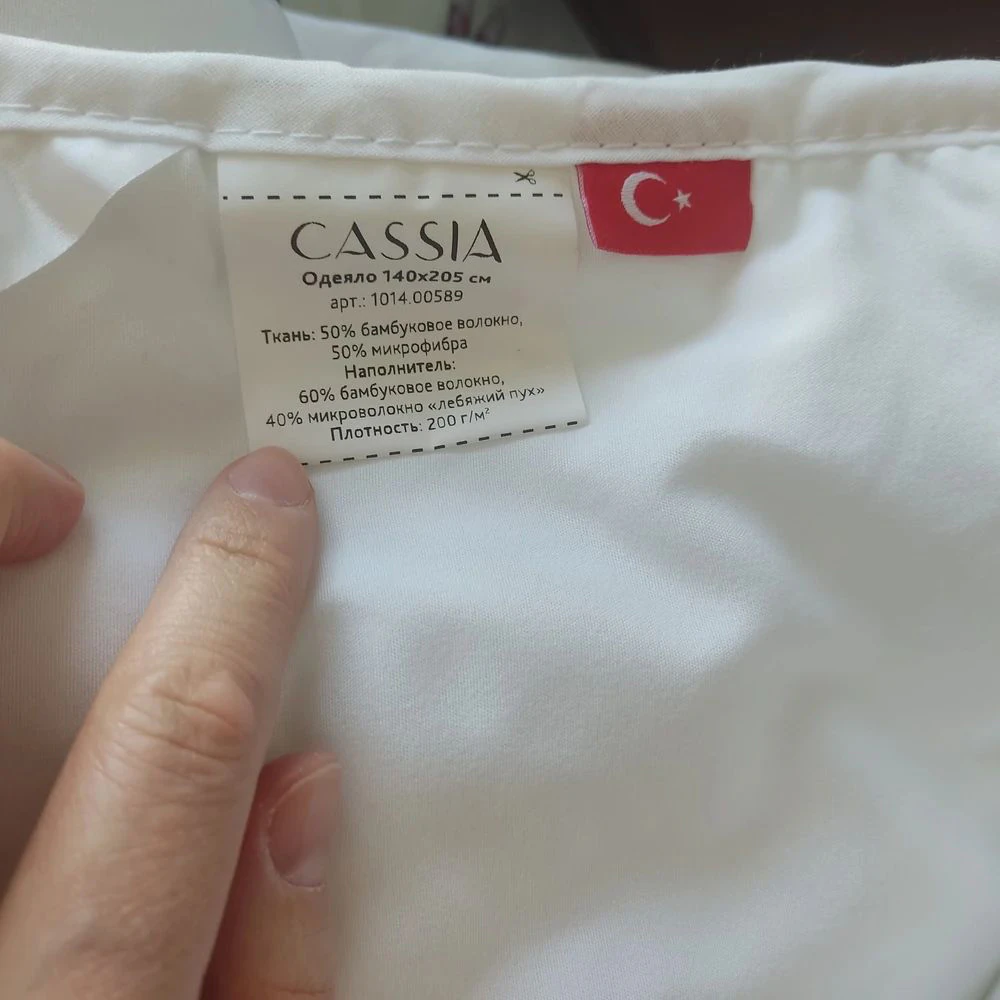 CASSIA
Одеяло 140х205 см
арт.: 1014.00589
Ткань: 50% бамбуковое волокно,
50% микрофибра
Наполнитель:
60% бамбуковое волокно,
40% микроволокно «лебяжий пух»
Плотность: 200 г/м²